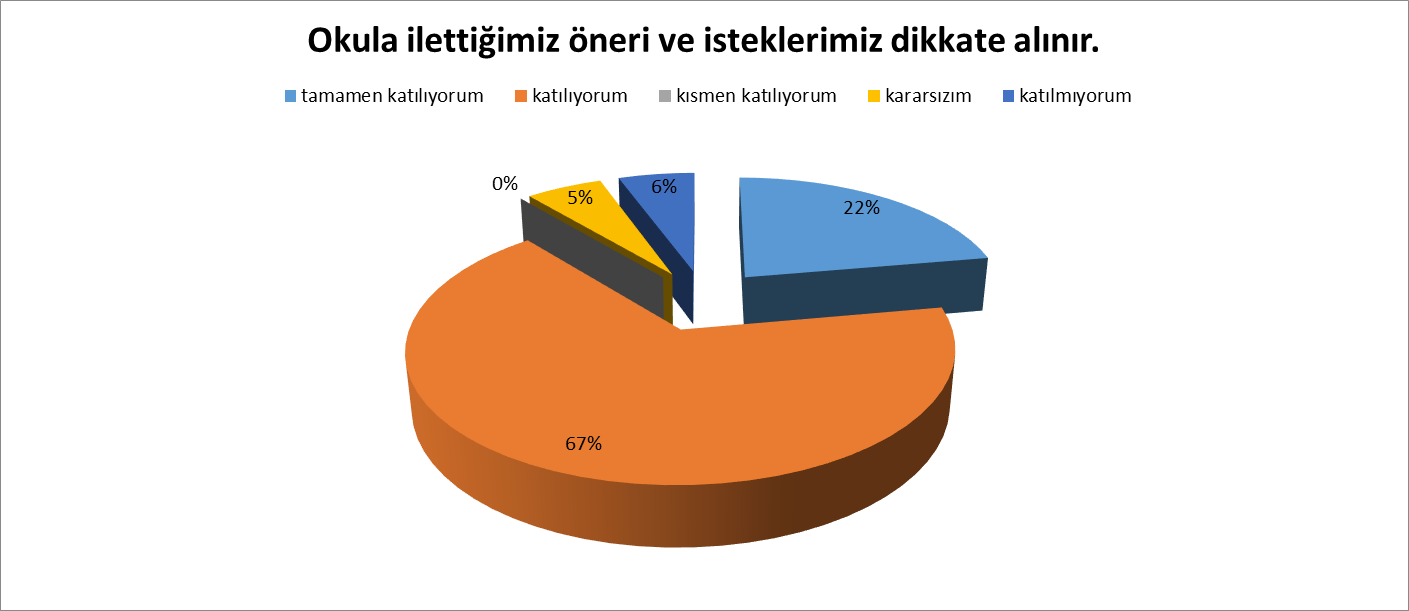 Okula ilettiğimiz öneri ve isteklerimiz dikkate alınır.
tamamen katılıyorum katılıyorum kısmen katılıyorum kararsızım katılmıyorum
0% 5% 6% 22%
67%